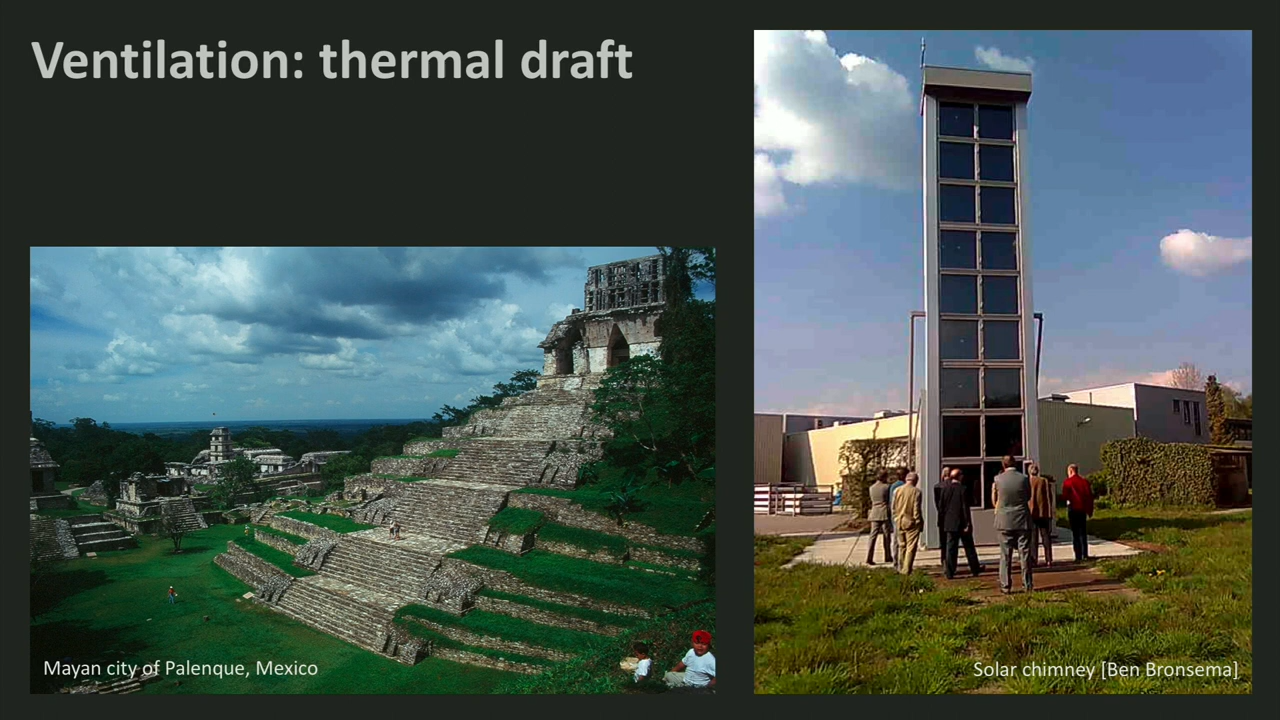 Ventilation: thermal draft
Mayan city of Palenque, Mexico
Solar chimney [Ben Bronsema]